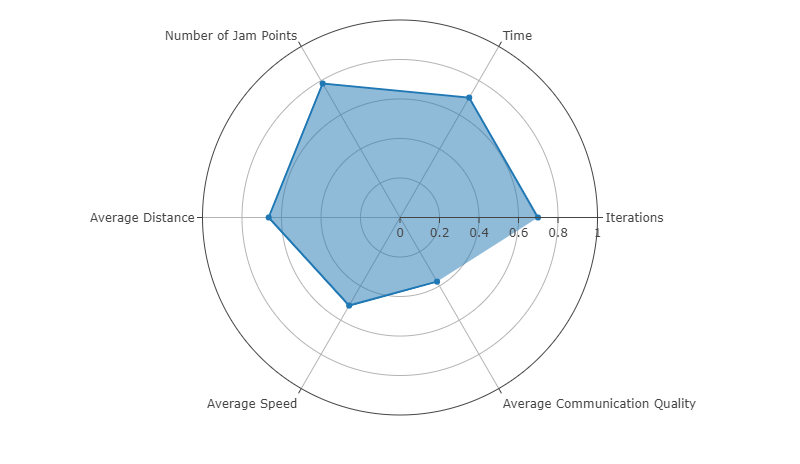 Number of Jam Points
Time
Average Distance
Iterations
0
0.2
0.4
0.6
0.8
1
Average Speed
Average Communication Quality